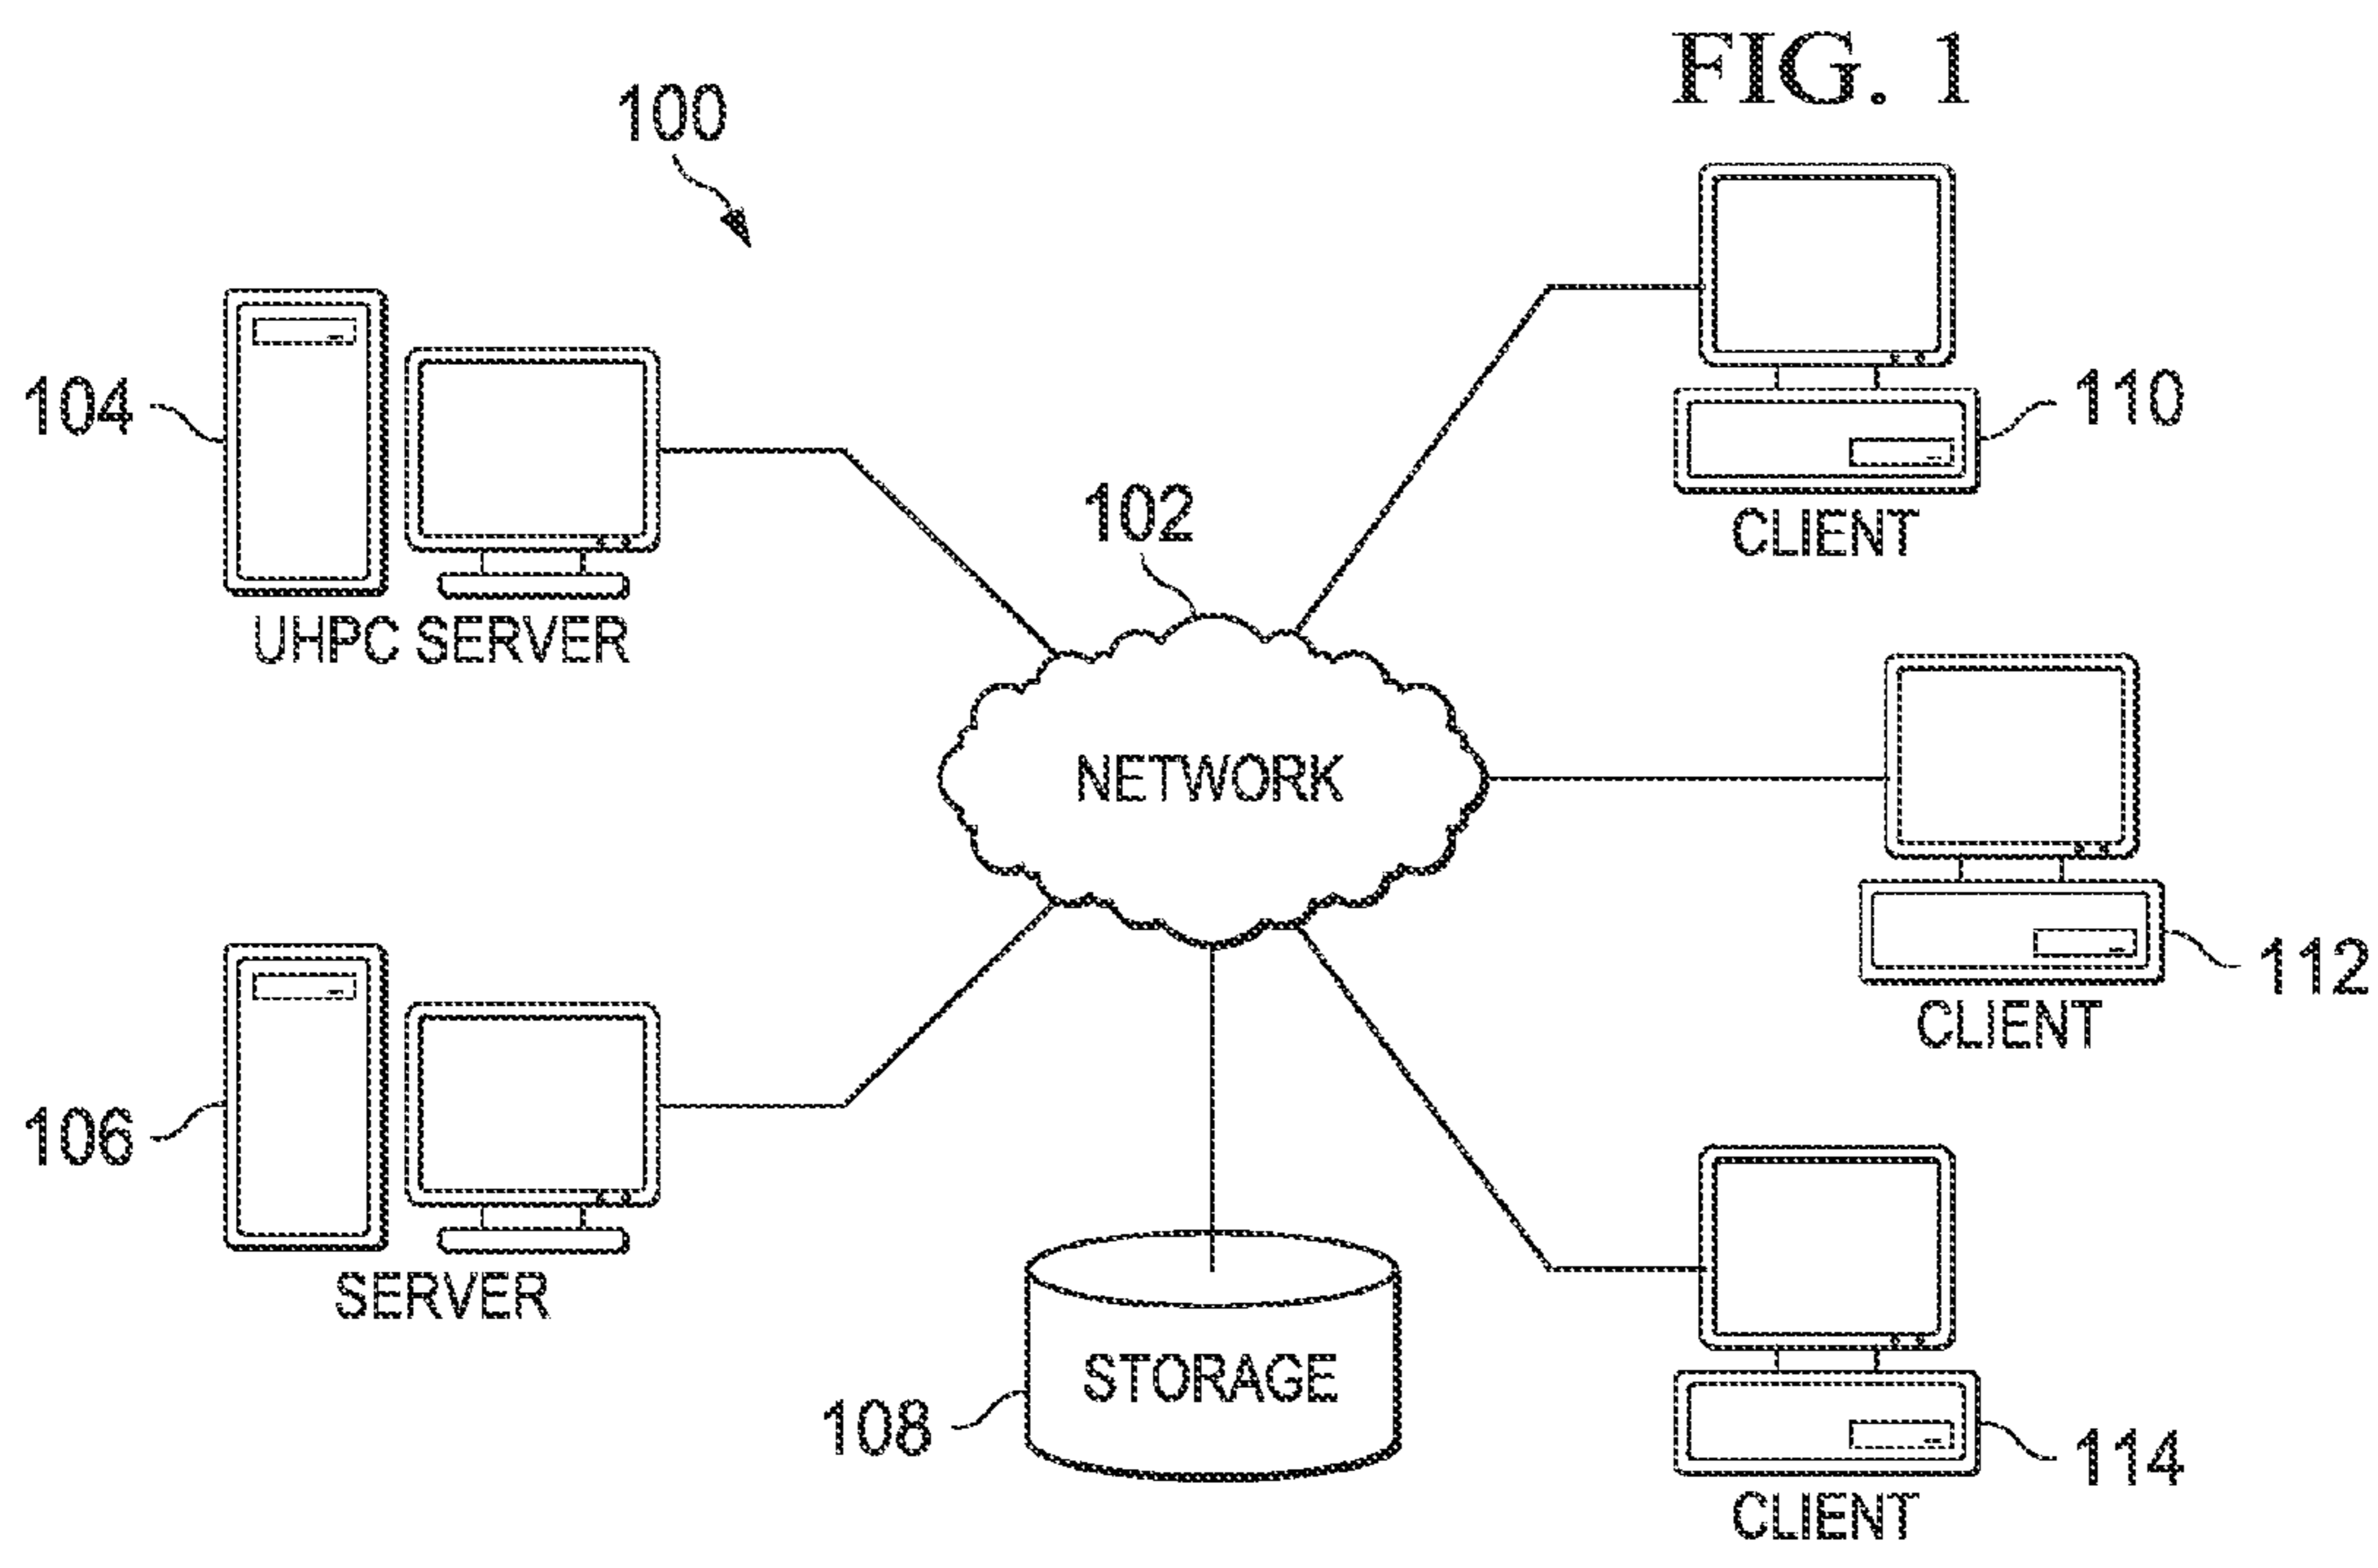 FIG. 1
100
104
UHPC SERVER
110
CLIENT
102
NETWORK
112
CLIENT
106
SERVER
108
STORAGE
114
CLIENT